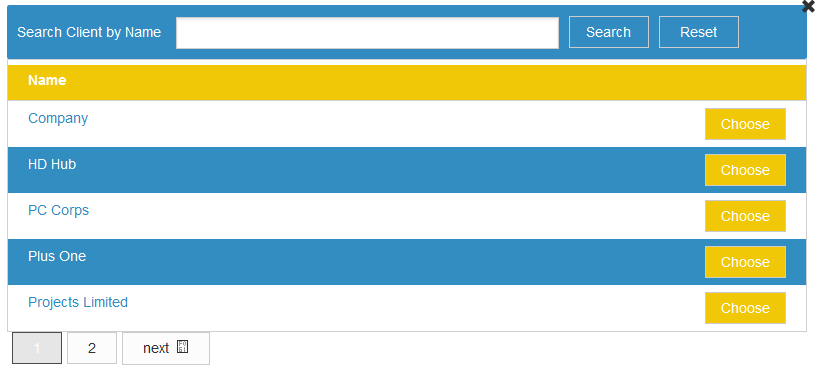 Search Client by Name Search Reset
Name
Company Choose
HD Hub Choose
PC Corps Choose
Plus One Choose
Projects Limited Choose
1 2 next